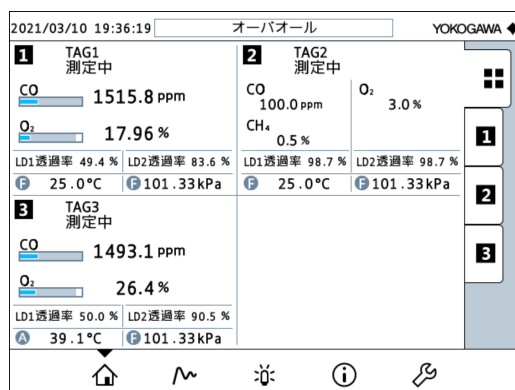 2021/03/10 19:36:19 オーバオール YOKOGAWA
1 TAG1
測定中
CO 1515.8 ppm
O₂ 17.96 %
LD1透過率 49.4 % LD2透過率 83.6 %
F 25.0°C F 101.33kPa
2 TAG2
測定中
CO 100.0 ppm
O₂ 3.0 %
CH₄ 0.5 %
LD1透過率 98.7 % LD2透過率 98.7 %
F 25.0°C F 101.33kPa
3 TAG3
測定中
CO 1493.1 ppm
O₂ 26.4 %
LD1透過率 50.0 % LD2透過率 90.5 %
A 39.1°C F 101.33kPa
1
2
3